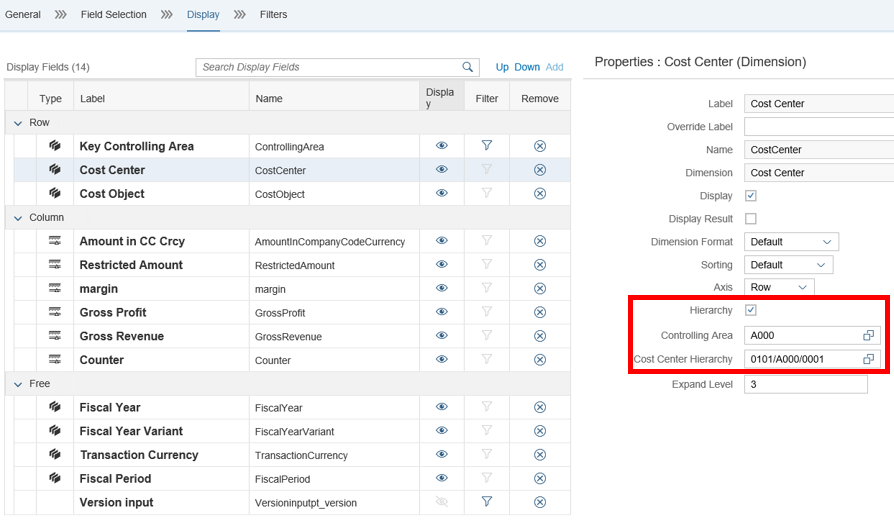 General Field Selection Display Filters
Display Fields (14) Search Display Fields Up Down Add
Type Label Name Display Filter Remove
Row
Key Controlling Area ControllingArea
Cost Center CostCenter
Cost Object CostObject
Column
Amount in CC Crcy AmountInCompanyCodeCurrency
Restricted Amount RestrictedAmount
margin margin
Gross Profit GrossProfit
Gross Revenue GrossRevenue
Counter Counter
Free
Fiscal Year FiscalYear
Fiscal Year Variant FiscalYearVariant
Transaction Currency TransactionCurrency
Fiscal Period FiscalPeriod
Version input Versioninputpt_version
Properties : Cost Center (Dimension)
Label Cost Center
Override Label
Name CostCenter
Dimension Cost Center
Display
Display Result
Dimension Format Default
Sorting Default
Axis Row
Hierarchy
Controlling Area A000
Cost Center Hierarchy 0101/A000/0001
Expand Level 3